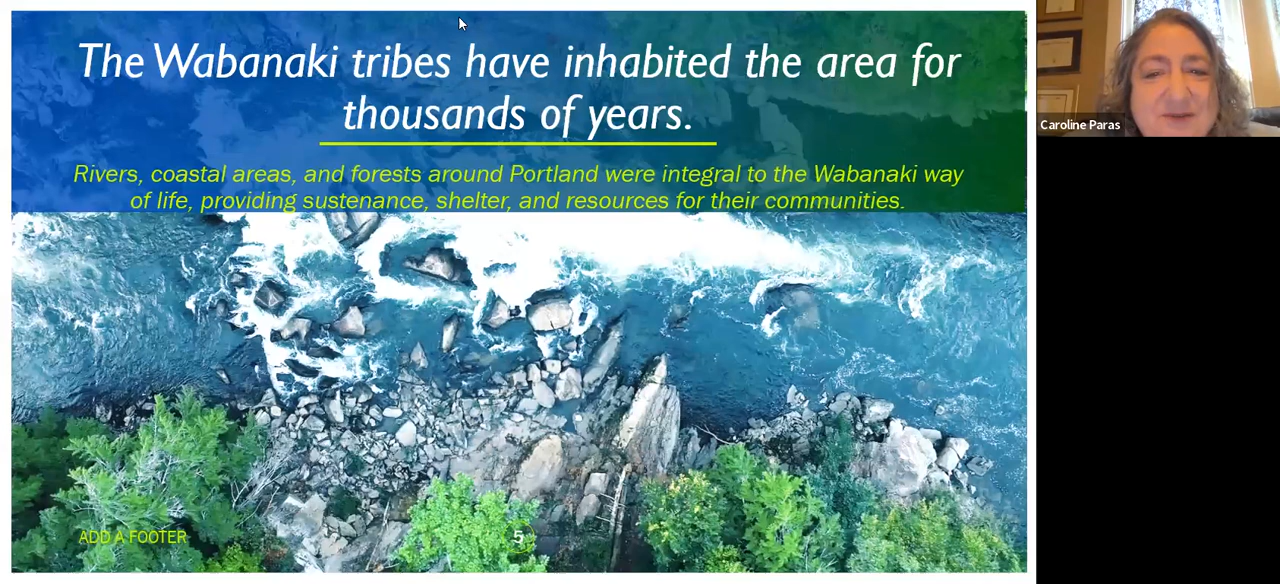 The Wabanaki tribes have inhabited the area for
thousands of years.
Rivers, coastal areas, and forests around Portland were integral to the Wabanaki way
of life, providing sustenance, shelter, and resources for their communities.
Caroline Paras
ADD A FOOTER
5